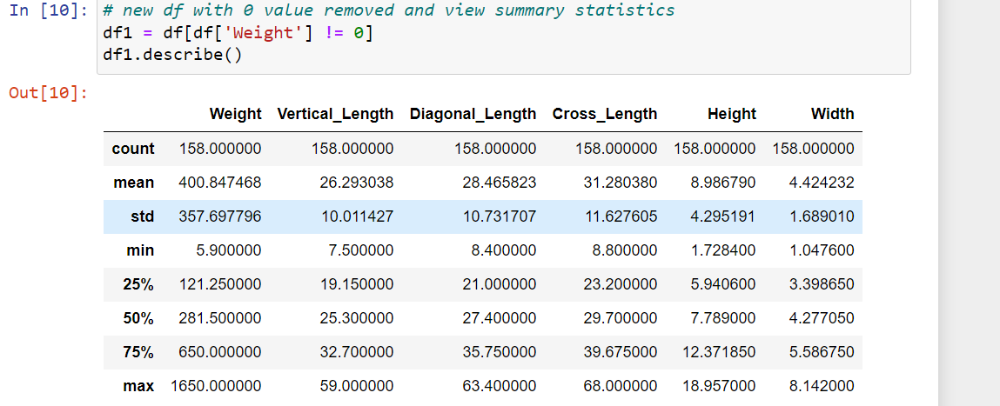 In [10]: # new df with 0 value removed and view summary statistics
df1 = df[df['Weight'] != 0]
df1.describe()
Out[10]:
Weight Vertical_Length Diagonal_Length Cross_Length Height Width
count 158.000000 158.000000 158.000000 158.000000 158.000000 158.000000
mean 400.847468 26.293038 28.465823 31.280380 8.986790 4.424232
std 357.697796 10.011427 10.731707 11.627605 4.295191 1.689010
min 5.900000 7.500000 8.400000 8.800000 1.728400 1.047600
25% 121.250000 19.150000 21.000000 23.200000 5.940600 3.398650
50% 281.500000 25.300000 27.400000 29.700000 7.789000 4.277050
75% 650.000000 32.700000 35.750000 39.675000 12.371850 5.586750
max 1650.000000 59.000000 63.400000 68.000000 18.957000 8.142000